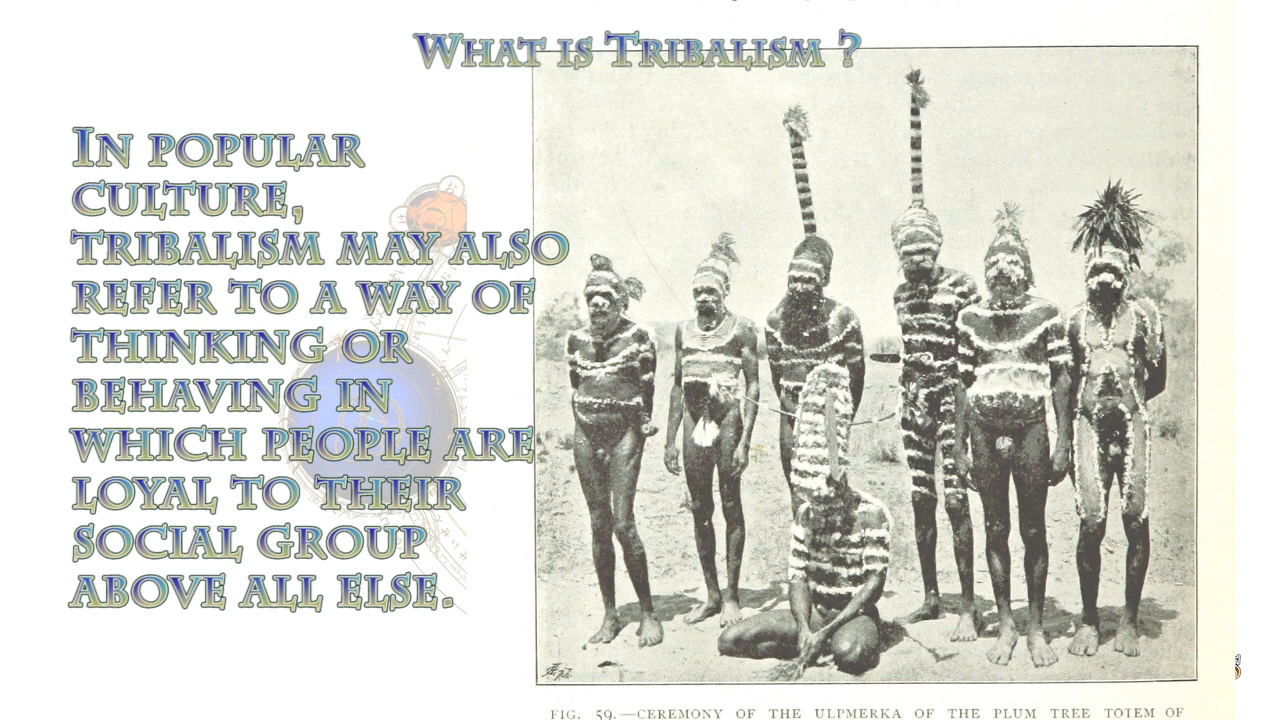 What is Tribalism ?
In popular
culture,
tribalism may also
refer to a way of
thinking or
behaving in
which people are
loyal to their
social group
above all else.
FIG. 59.—CEREMONY OF THE ULPMERKA OF THE PLUM TREE TOTEM OF